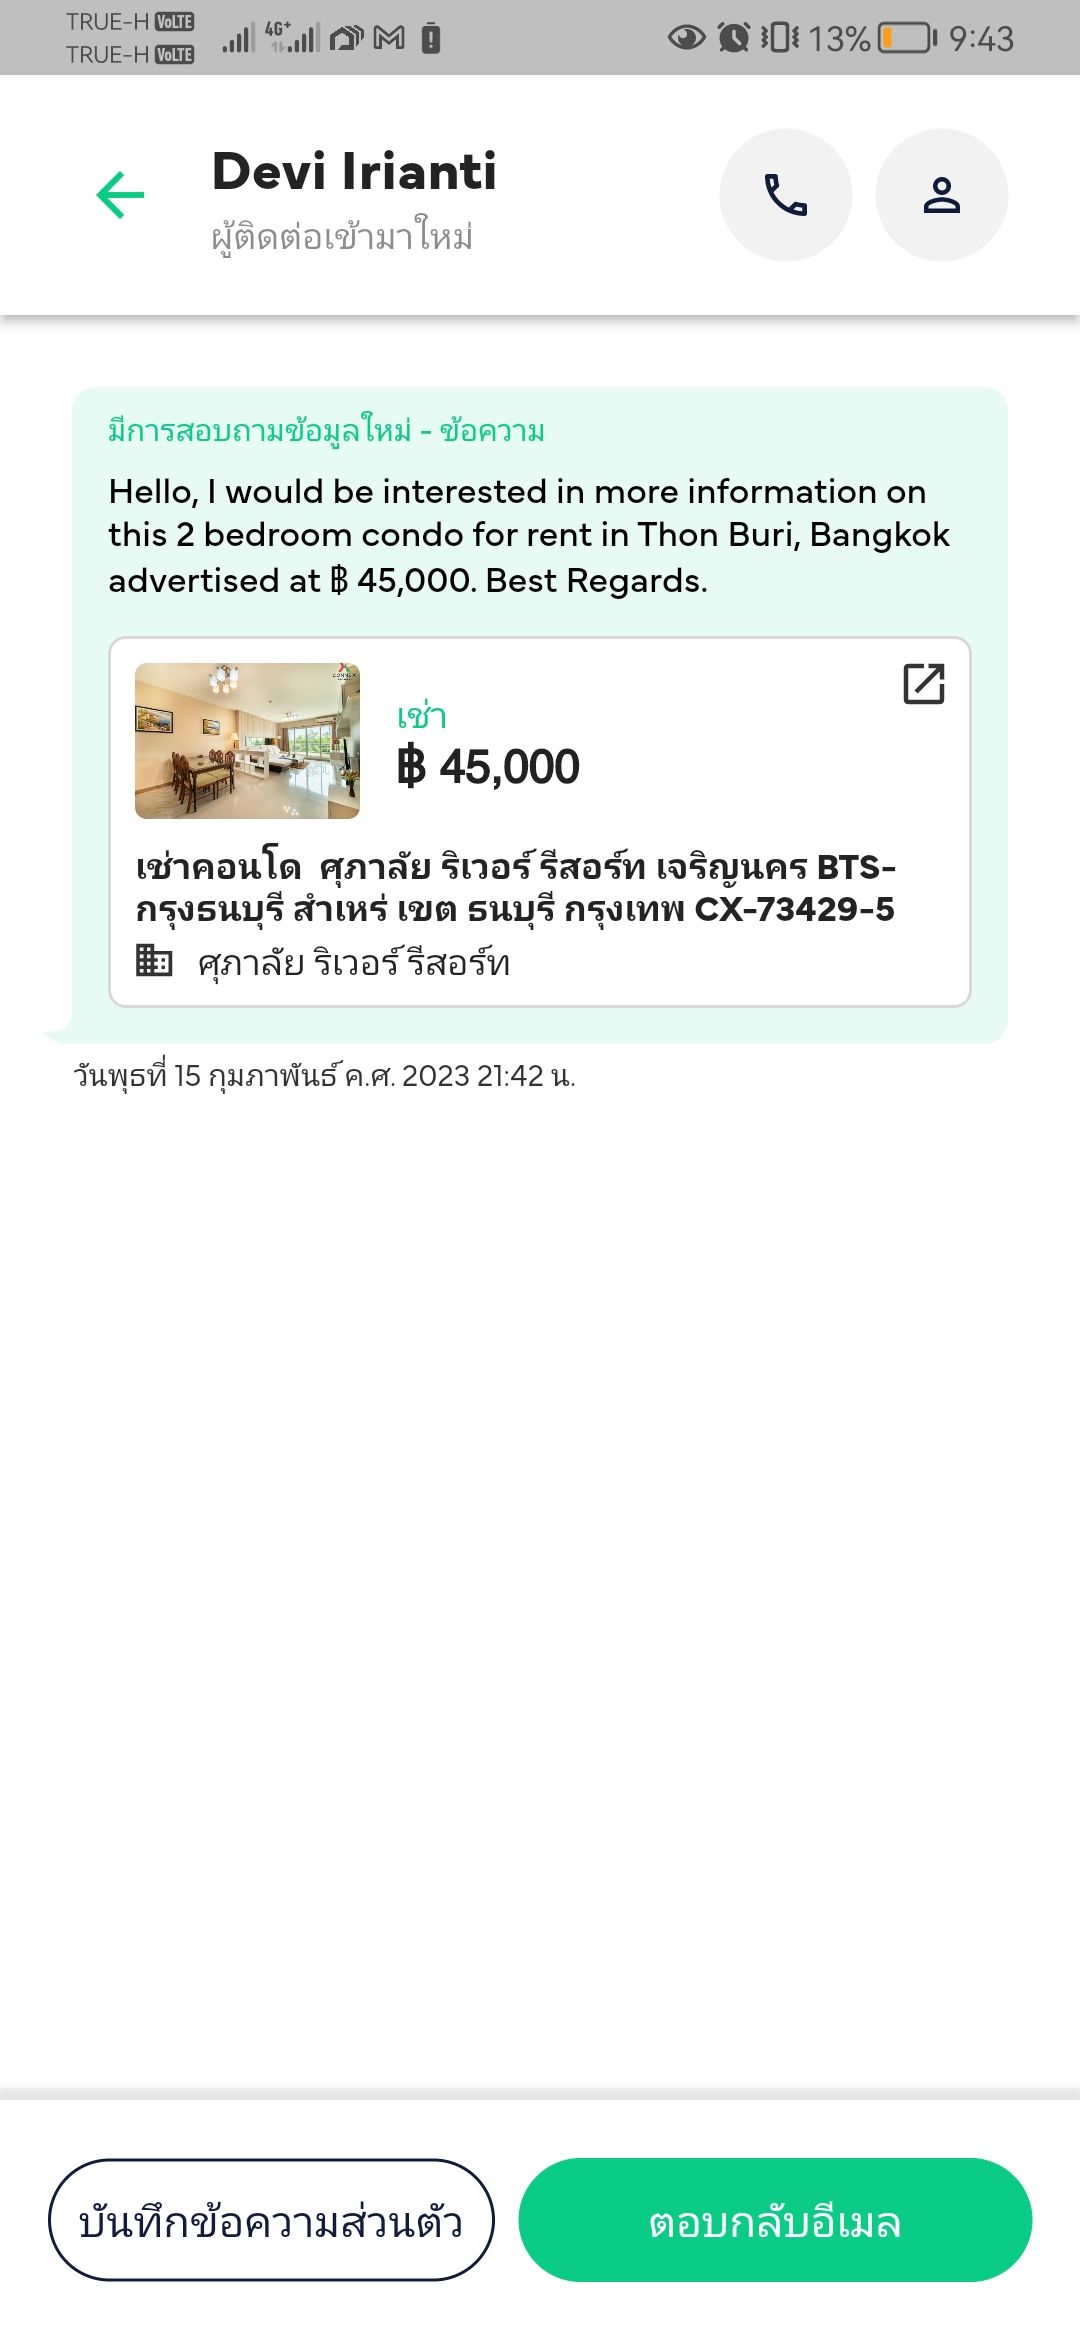 TRUE-H VoLTE
TRUE-H VoLTE
4G+
13%
9:43
Devi Irianti
ผู้ติดต่อเข้ามาใหม่
มีการสอบถามข้อมูลใหม่ - ข้อความ
Hello, I would be interested in more information on
this 2 bedroom condo for rent in Thon Buri, Bangkok
advertised at ฿ 45,000. Best Regards.
CONNEX
เช่า
฿ 45,000
เช่าคอนโด  ศุภาลัย ริเวอร์ รีสอร์ท เจริญนคร BTS-
กรุงธนบุรี สำเหร่ เขต ธนบุรี กรุงเทพ CX-73429-5
ศุภาลัย ริเวอร์ รีสอร์ท
วันพุธที่ 15 กุมภาพันธ์ ค.ศ. 2023 21:42 น.
บันทึกข้อความส่วนตัว
ตอบกลับอีเมล